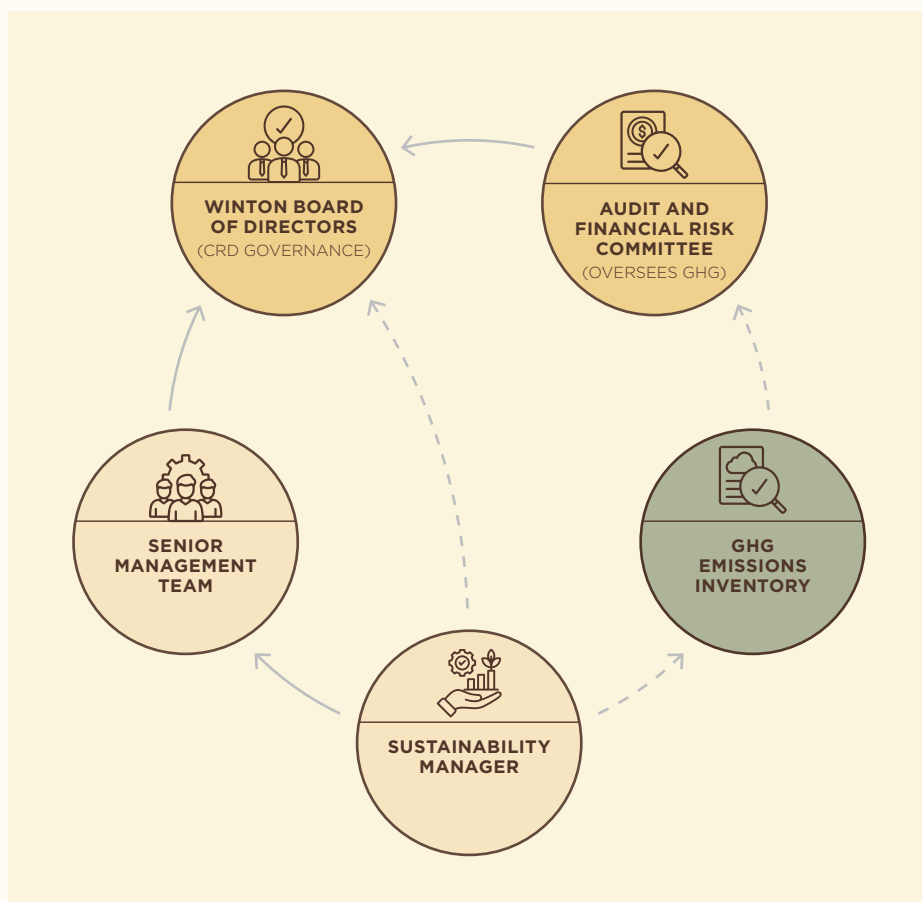 WINTON BOARD
OF DIRECTORS
(CRD GOVERNANCE)
AUDIT AND
FINANCIAL RISK
COMMITTEE
(OVERSEES GHG)
SENIOR
MANAGEMENT
TEAM
GHG
EMISSIONS
INVENTORY
SUSTAINABILITY
MANAGER